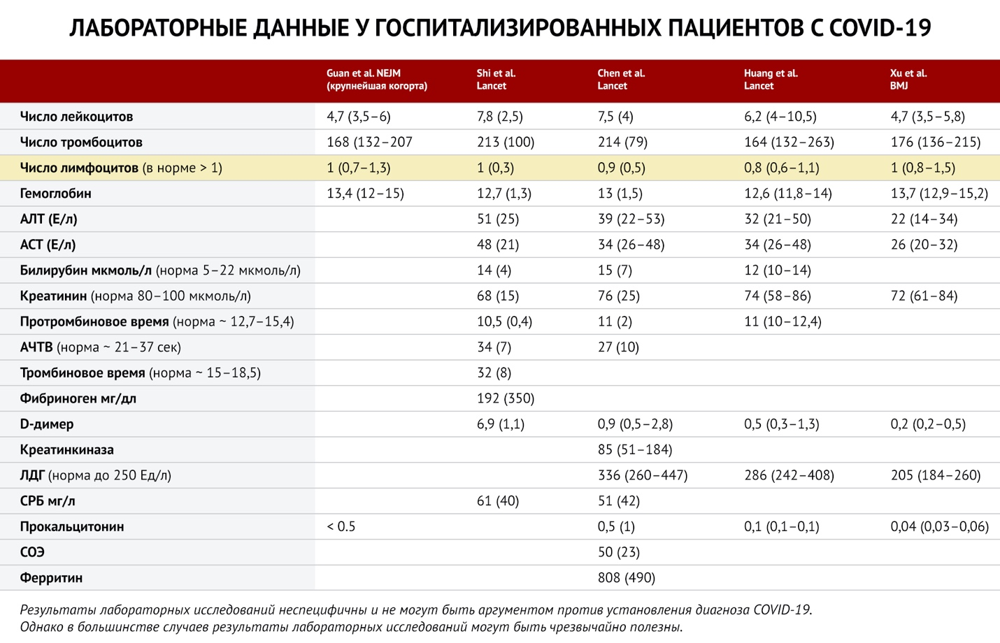 ЛАБОРАТОРНЫЕ ДАННЫЕ У ГОСПИТАЛИЗИРОВАННЫХ ПАЦИЕНТОВ С COVID-19
Guan et al. NEJM (крупнейшая когорта) Shi et al. Lancet Chen et al. Lancet Huang et al. Lancet Xu et al. BMJ
Число лейкоцитов 4,7 (3,5–6) 7,8 (2,5) 7,5 (4) 6,2 (4–10,5) 4,7 (3,5–5,8)
Число тромбоцитов 168 (132–207 213 (100) 214 (79) 164 (132–263) 176 (136–215)
Число лимфоцитов (в норме > 1) 1 (0,7–1,3) 1 (0,3) 0,9 (0,5) 0,8 (0,6–1,1) 1 (0,8–1,5)
Гемоглобин 13,4 (12–15) 12,7 (1,3) 13 (1,5) 12,6 (11,8–14) 13,7 (12,9–15,2)
АЛТ (Е/л) 51 (25) 39 (22–53) 32 (21–50) 22 (14–34)
АСТ (Е/л) 48 (21) 34 (26–48) 34 (26–48) 26 (20–32)
Билирубин мкмоль/л (норма 5–22 мкмоль/л) 14 (4) 15 (7) 12 (10–14)
Креатинин (норма 80–100 мкмоль/л) 68 (15) 76 (25) 74 (58–86) 72 (61–84)
Протромбиновое время (норма ~ 12,7–15,4) 10,5 (0,4) 11 (2) 11 (10–12,4)
АЧТВ (норма ~ 21–37 сек) 34 (7) 27 (10)
Тромбиновое время (норма ~ 15–18,5) 32 (8)
Фибриноген мг/дл 192 (350)
D-димер 6,9 (1,1) 0,9 (0,5–2,8) 0,5 (0,3–1,3) 0,2 (0,2–0,5)
Креатинкиназа 85 (51–184)
ЛДГ (норма до 250 Ед/л) 336 (260–447) 286 (242–408) 205 (184–260)
СРБ мг/л 61 (40) 51 (42)
Прокальцитонин < 0.5 0,5 (1) 0,1 (0,1–0,1) 0,04 (0,03–0,06)
СОЭ 50 (23)
Ферритин 808 (490)
Результаты лабораторных исследований неспецифичны и не могут быть аргументом против установления диагноза COVID-19.
Однако в большинстве случаев результаты лабораторных исследований могут быть чрезвычайно полезны.